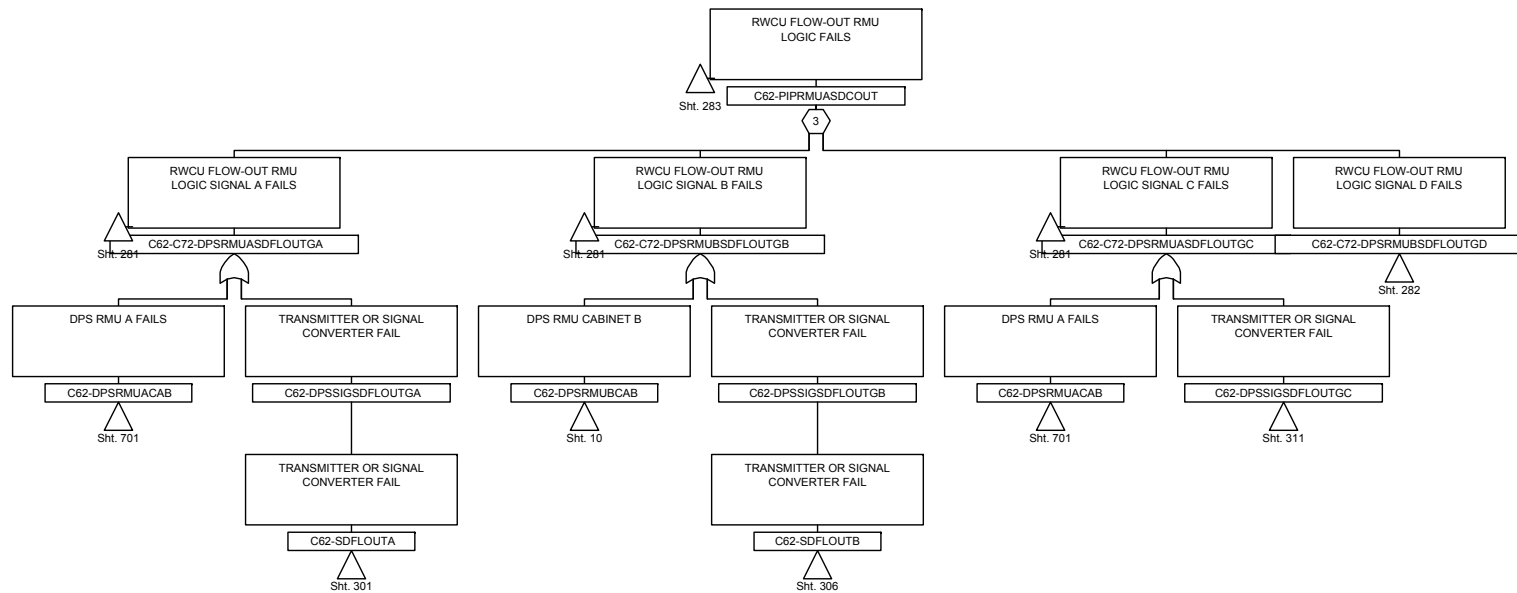 RWCU FLOW-OUT RMU
LOGIC FAILS
Sht. 283
C62-PIPRMUASDCOUT
3
RWCU FLOW-OUT RMU
LOGIC SIGNAL A FAILS
RWCU FLOW-OUT RMU
LOGIC SIGNAL B FAILS
RWCU FLOW-OUT RMU
LOGIC SIGNAL C FAILS
RWCU FLOW-OUT RMU
LOGIC SIGNAL D FAILS
Sht. 281
C62-C72-DPSRMUASDFLOUTGA
Sht. 281
C62-C72-DPSRMUBSDFLOUTGB
Sht. 281
C62-C72-DPSRMUASDFLOUTGC
C62-C72-DPSRMUBSDFLOUTGD
Sht. 282
DPS RMU A FAILS
TRANSMITTER OR SIGNAL
CONVERTER FAIL
DPS RMU CABINET B
TRANSMITTER OR SIGNAL
CONVERTER FAIL
DPS RMU A FAILS
TRANSMITTER OR SIGNAL
CONVERTER FAIL
C62-DPSRMUACAB
C62-DPSSIGSDFLOUTGA
C62-DPSRMUBCAB
C62-DPSSIGSDFLOUTGB
C62-DPSRMUACAB
C62-DPSSIGSDFLOUTGC
Sht. 701
Sht. 10
Sht. 701
Sht. 311
TRANSMITTER OR SIGNAL
CONVERTER FAIL
TRANSMITTER OR SIGNAL
CONVERTER FAIL
C62-SDFLOUTA
C62-SDFLOUTB
Sht. 301
Sht. 306